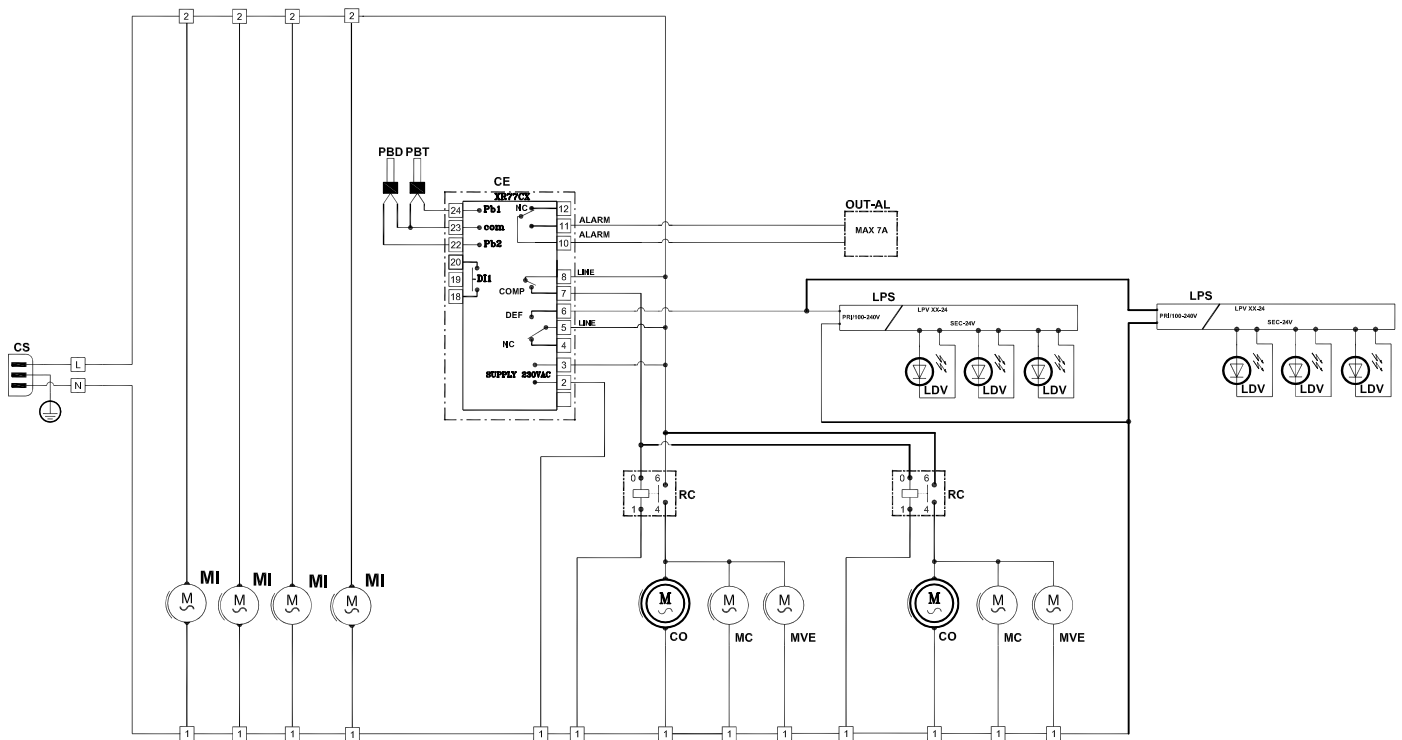 2 2 2 2
PBD PBT
CE
XR77CX
24 Pb1 NC 12
23 com 11 ALARM
22 Pb2 10 ALARM
20
19 DI1
18
8 LINE
COMP 7
DEF 6
5 LINE
NC 4
3
SUPPLY 230VAC
2
OUT-AL
MAX 7A
LPS
LPV XX-24
PRI/100-240V
SEC-24V
LDV LDV LDV
LPS
LPV XX-24
PRI/100-240V
SEC-24V
LDV LDV LDV
CS
L
N
0 6
RC
1 4
0 6
RC
1 4
MI MI MI MI
M M M M
M M M
CO MC MVE
M M M
CO MC MVE
1 1 1 1 1 1 1 1 1 1 1 1 1